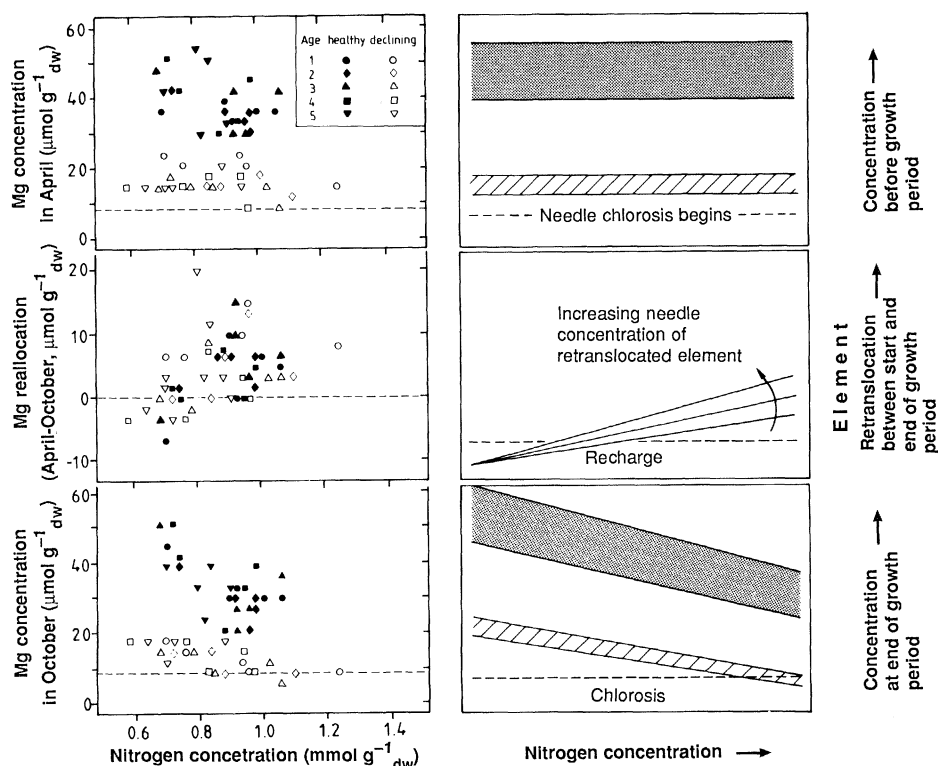 Mg concentration
In April (μmol g⁻¹dw)
60
40
20
0
Age healthy declining
1
2
3
4
5
Needle chlorosis begins
Concentration
before growth
period
Mg reallocation
(April-October, μmol g⁻¹dw)
20
10
0
-10
Increasing needle
concentration of
retranslocated element
Recharge
Element
Retranslocation
between start and
end of growth
period
Mg concentration
in October (μmol g⁻¹dw)
60
40
20
0
0.6 0.8 1.0 1.2 1.4
Nitrogen concetration (mmol g⁻¹dw)
Chlorosis
Nitrogen concentration
Concentration
at end of growth
period